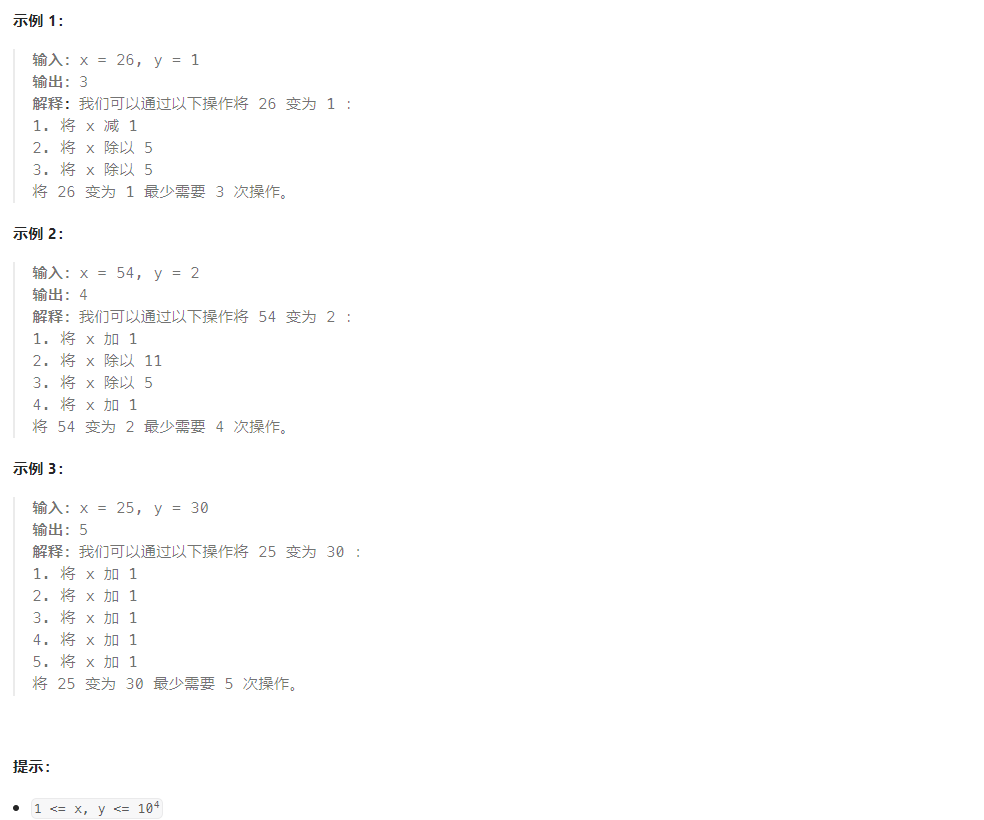 示例 1：
输入：x = 26, y = 1
输出：3
解释：我们可以通过以下操作将 26 变为 1 ：
1. 将 x 减 1
2. 将 x 除以 5
3. 将 x 除以 5
将 26 变为 1 最少需要 3 次操作。
示例 2：
输入：x = 54, y = 2
输出：4
解释：我们可以通过以下操作将 54 变为 2 ：
1. 将 x 加 1
2. 将 x 除以 11
3. 将 x 除以 5
4. 将 x 加 1
将 54 变为 2 最少需要 4 次操作。
示例 3：
输入：x = 25, y = 30
输出：5
解释：我们可以通过以下操作将 25 变为 30 ：
1. 将 x 加 1
2. 将 x 加 1
3. 将 x 加 1
4. 将 x 加 1
5. 将 x 加 1
将 25 变为 30 最少需要 5 次操作。
提示：
• 1 <= x, y <= 10⁴